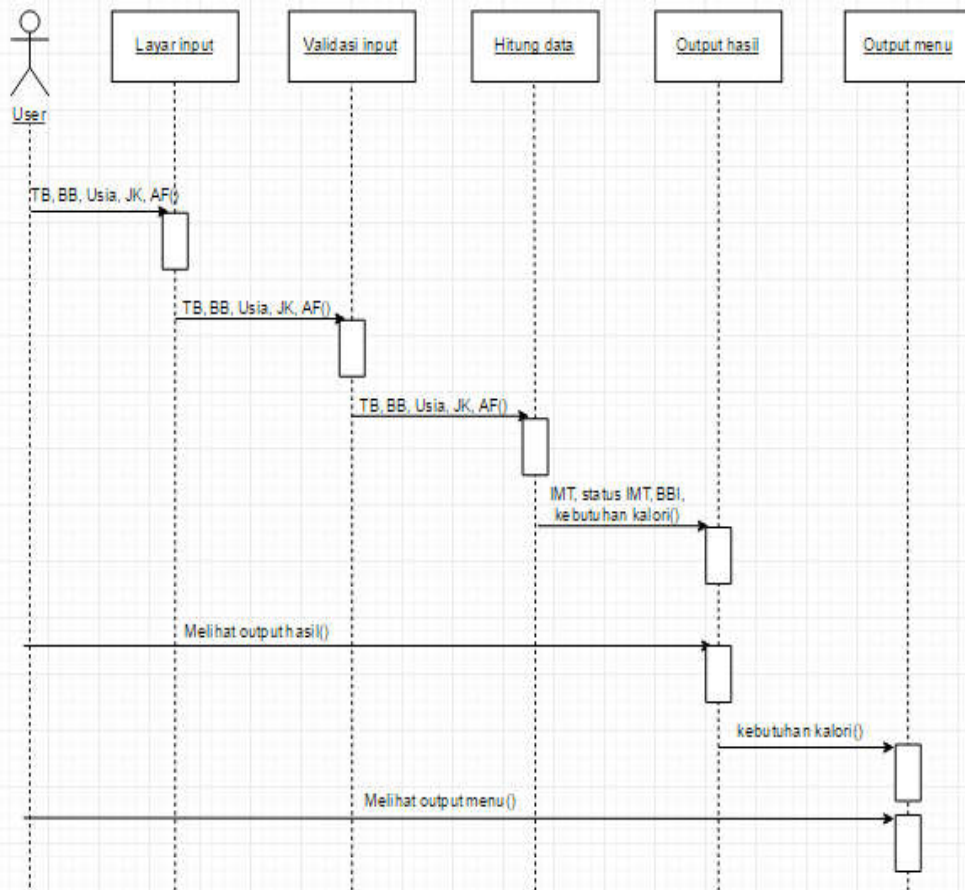 Layar input
Validasi input
Hitung data
Output hasil
Output menu
User
TB, BB, Usia, JK, AF()
TB, BB, Usia, JK, AF()
TB, BB, Usia, JK, AF()
IMT, status IMT, BBI,
kebutuhan kalori()
Melihat output hasil()
kebutuhan kalori()
Melihat output menu()